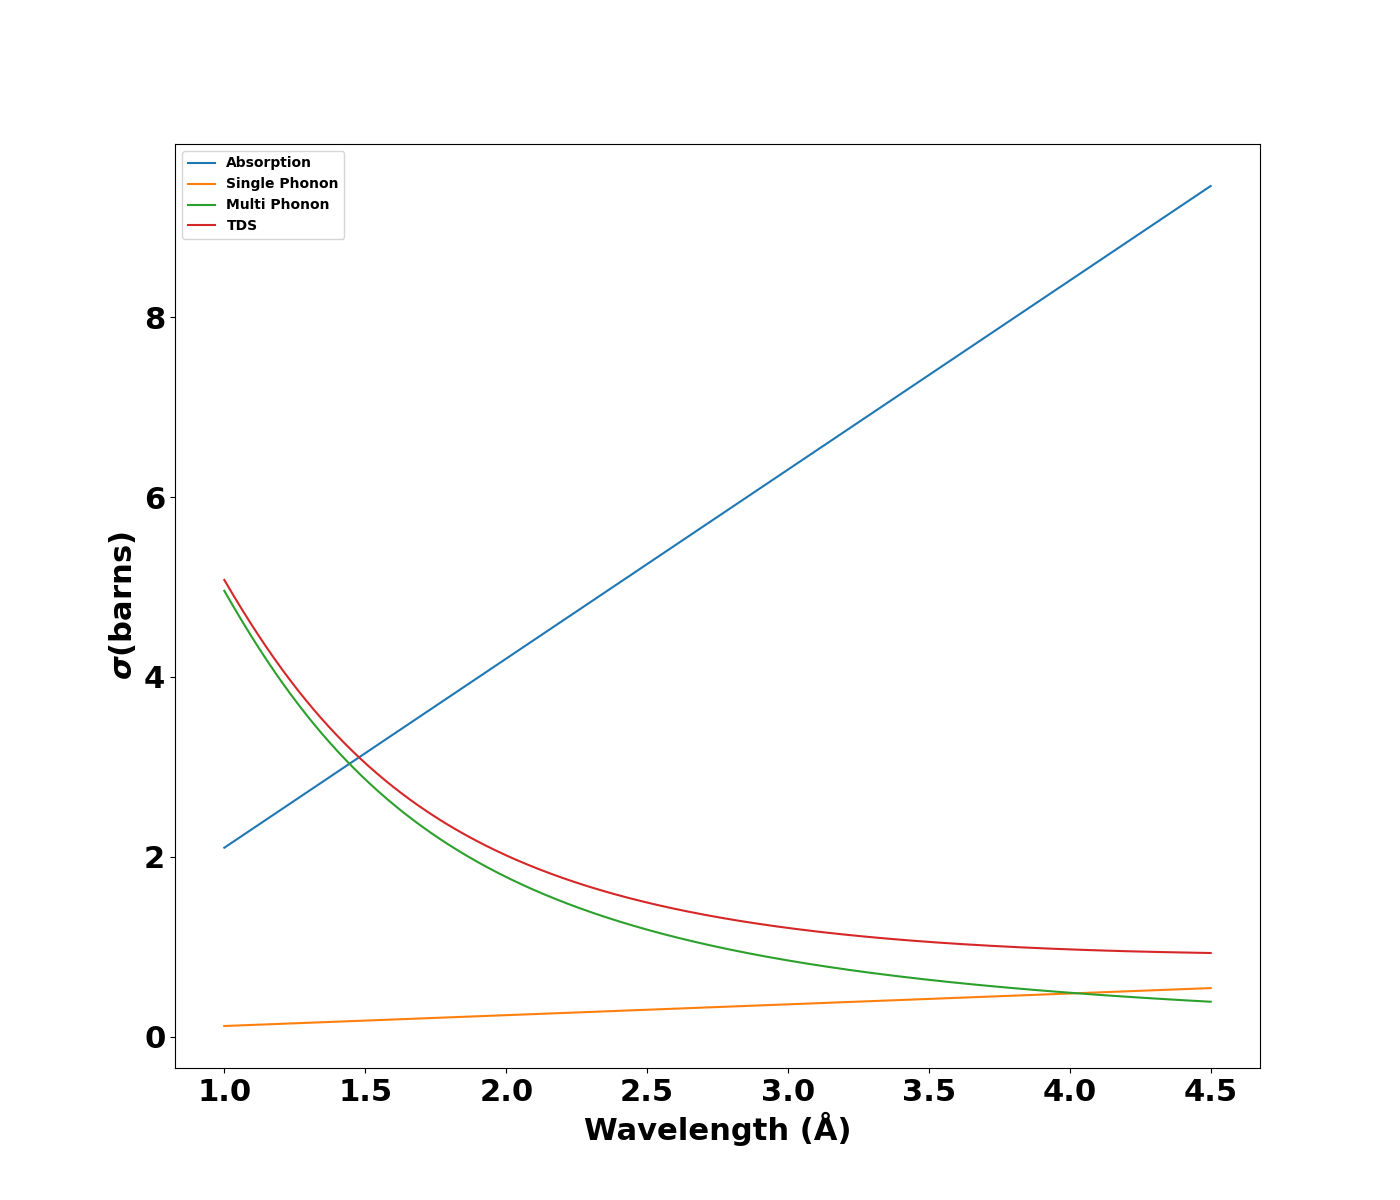 Absorption
Single Phonon
Multi Phonon
TDS
8
6
4
2
0
σ(barns)
1.0 1.5 2.0 2.5 3.0 3.5 4.0 4.5
Wavelength (Å)